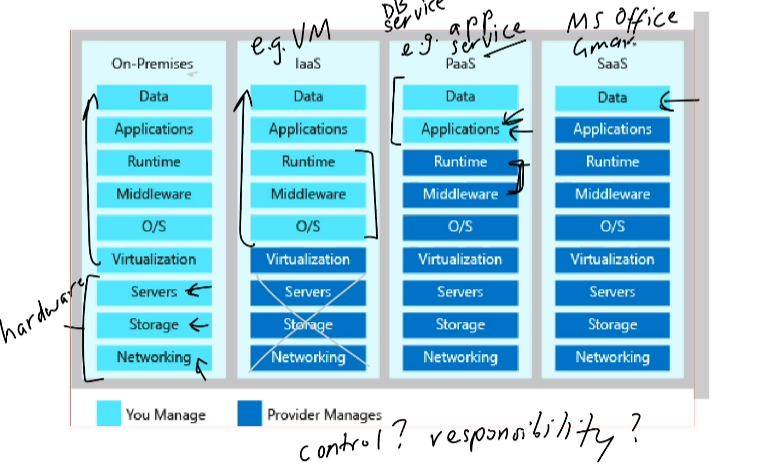 DB
service
e.g. VM
e.g. app
service
MS Office
On-Premises
IaaS
PaaS
SaaS
Data
Data
Data
Data
Applications
Applications
Applications
Applications
Runtime
Runtime
Runtime
Runtime
Middleware
Middleware
Middleware
Middleware
O/S
O/S
O/S
O/S
Virtualization
Virtualization
Virtualization
Virtualization
hardware
Servers
Servers
Servers
Servers
Storage
Storage
Storage
Storage
Networking
Networking
Networking
Networking
You Manage
Provider Manages
control? responsibility?